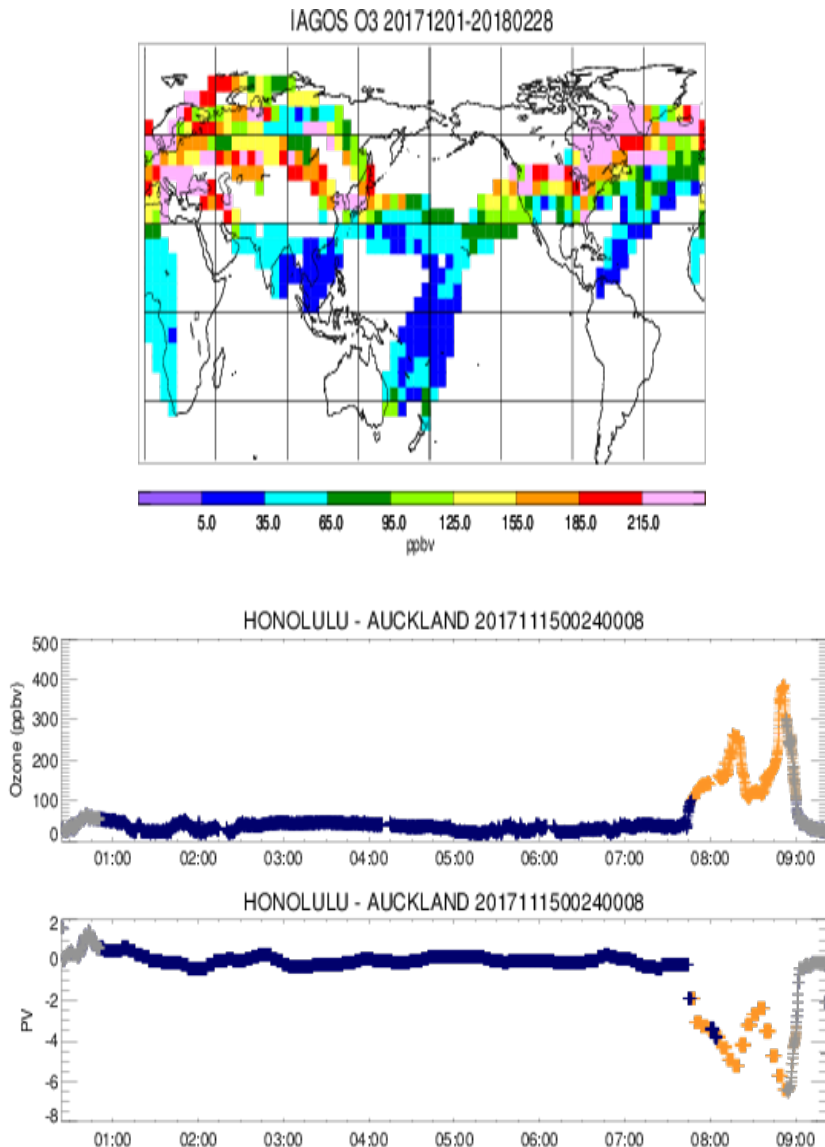 IAGOS O3 20171201-20180228
5.0 35.0 65.0 95.0 125.0 155.0 185.0 215.0
ppbv
HONOLULU - AUCKLAND 2017111500240008
Ozone (ppbv)
500
400
300
200
100
0
01:00 02:00 03:00 04:00 05:00 06:00 07:00 08:00 09:00
HONOLULU - AUCKLAND 2017111500240008
PV
2
0
-2
-4
-6
-8
01:00 02:00 03:00 04:00 05:00 06:00 07:00 08:00 09:00